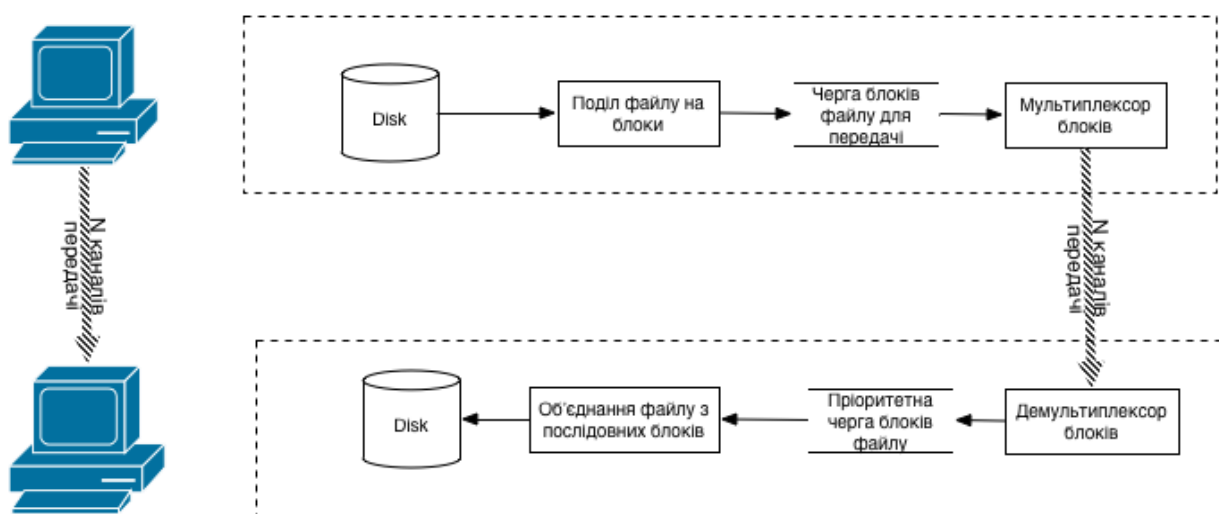 Disk
Поділ файлу на
блоки
Черга блоків
файлу для
передачі
Мультиплексор
блоків
N каналів
передачі
N каналів
передачі
Disk
Об'єднання файлу з
послідовних блоків
Пріоритетна
черга блоків
файлу
Демультиплексор
блоків